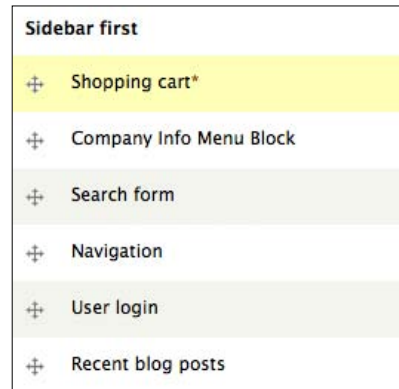 Sidebar first
Shopping cart*
Company Info Menu Block
Search form
Navigation
User login
Recent blog posts